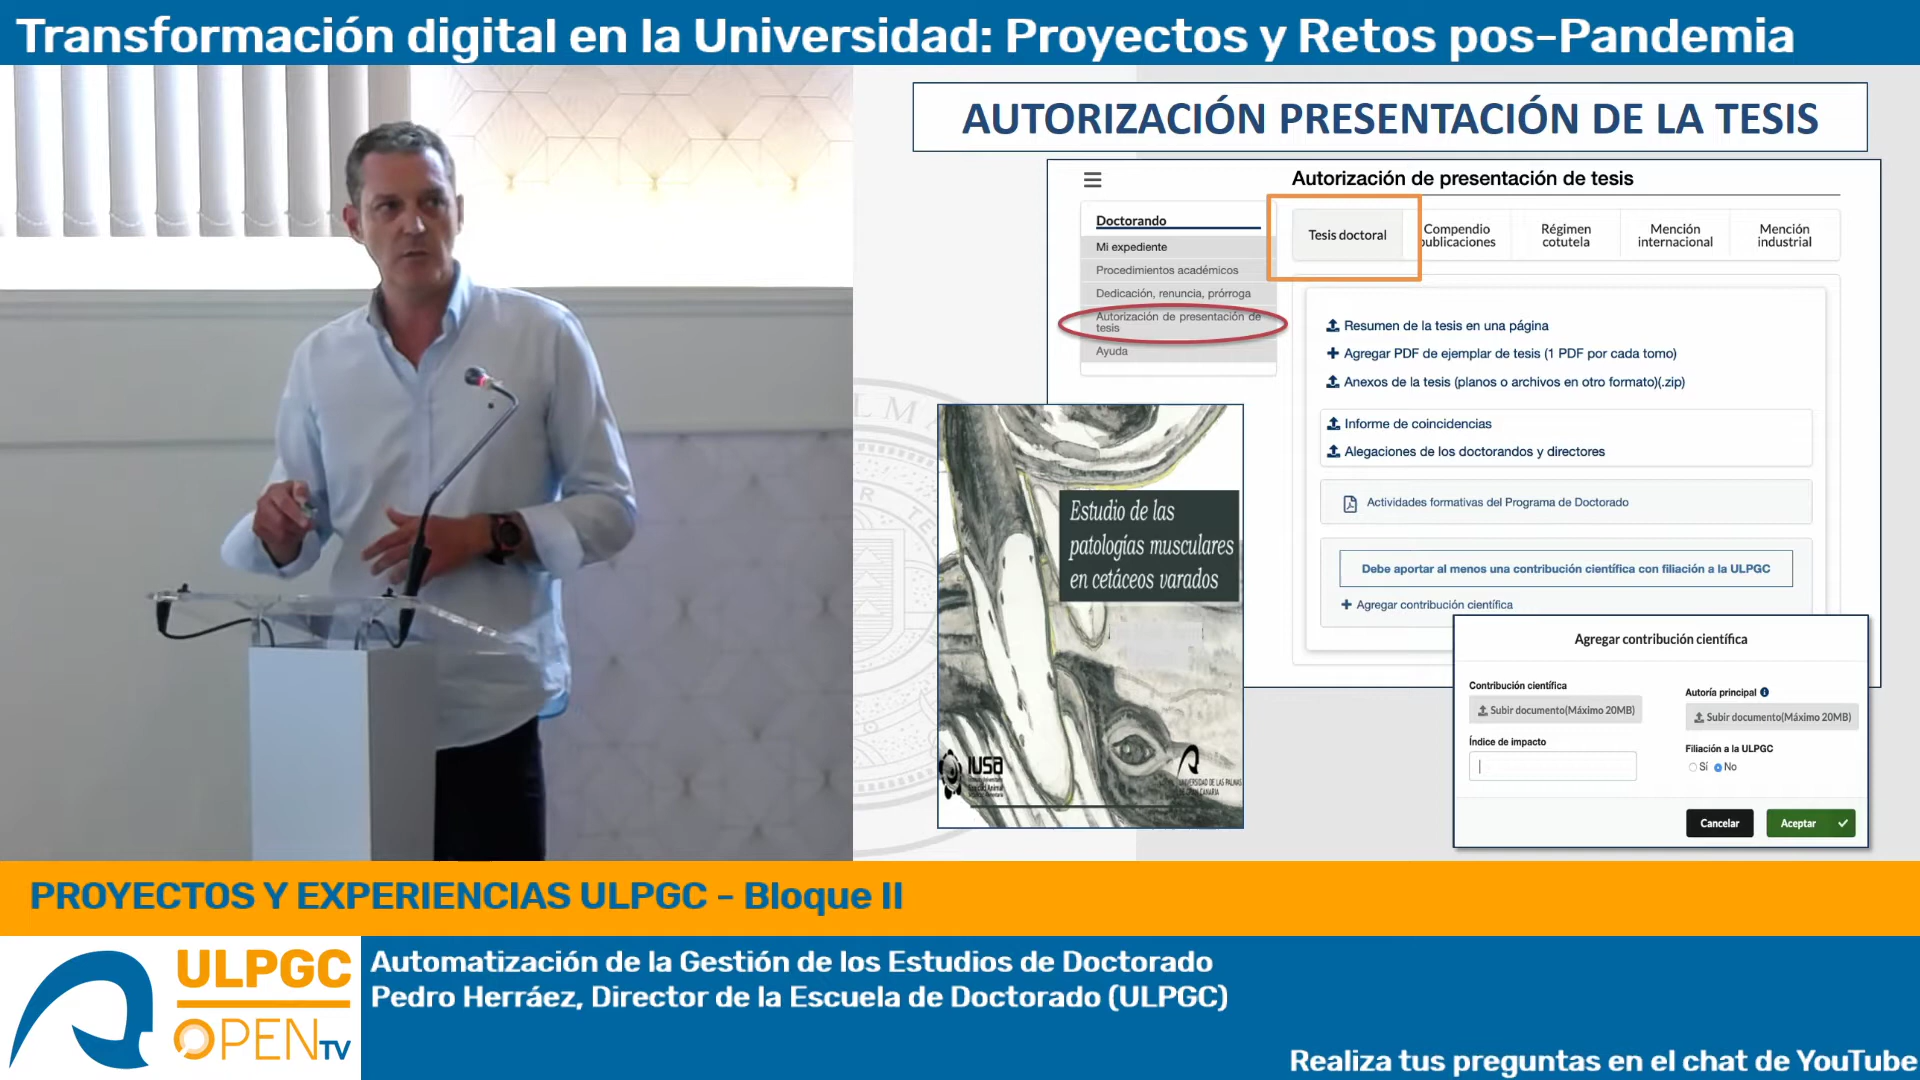 Transformación digital en la Universidad: Proyectos y Retos pos-Pandemia
AUTORIZACIÓN PRESENTACIÓN DE LA TESIS
Autorización de presentación de tesis
Doctorando
Mi expediente
Procedimientos académicos
Dedicación, renuncia, prórroga
Autorización de presentación de
tesis
Ayuda
Tesis doctoral
Compendio
publicaciones
Régimen
cotutela
Mención
internacional
Mención
industrial
Resumen de la tesis en una página
Agregar PDF de ejemplar de tesis (1 PDF por cada tomo)
Anexos de la tesis (planos o archivos en otro formato)(.zip)
Informe de coincidencias
Alegaciones de los doctorandos y directores
Actividades formativas del Programa de Doctorado
Debe aportar al menos una contribución científica con filiación a la ULPGC
Agregar contribución científica
Estudio de las
patologías musculares
en cetáceos varados
IUSA
UNIVERSIDAD DE LAS PALMAS
DE GRAN CANARIA
Agregar contribución científica
Contribución científica
Subir documento(Máximo 20MB)
Índice de impacto
Autoría principal
Subir documento(Máximo 20MB)
Filiación a la ULPGC
Sí No
Cancelar
Aceptar
PROYECTOS Y EXPERIENCIAS ULPGC - Bloque II
ULPGC
OPEN TV
Automatización de la Gestión de los Estudios de Doctorado
Pedro Herráez, Director de la Escuela de Doctorado (ULPGC)
Realiza tus preguntas en el chat de YouTube